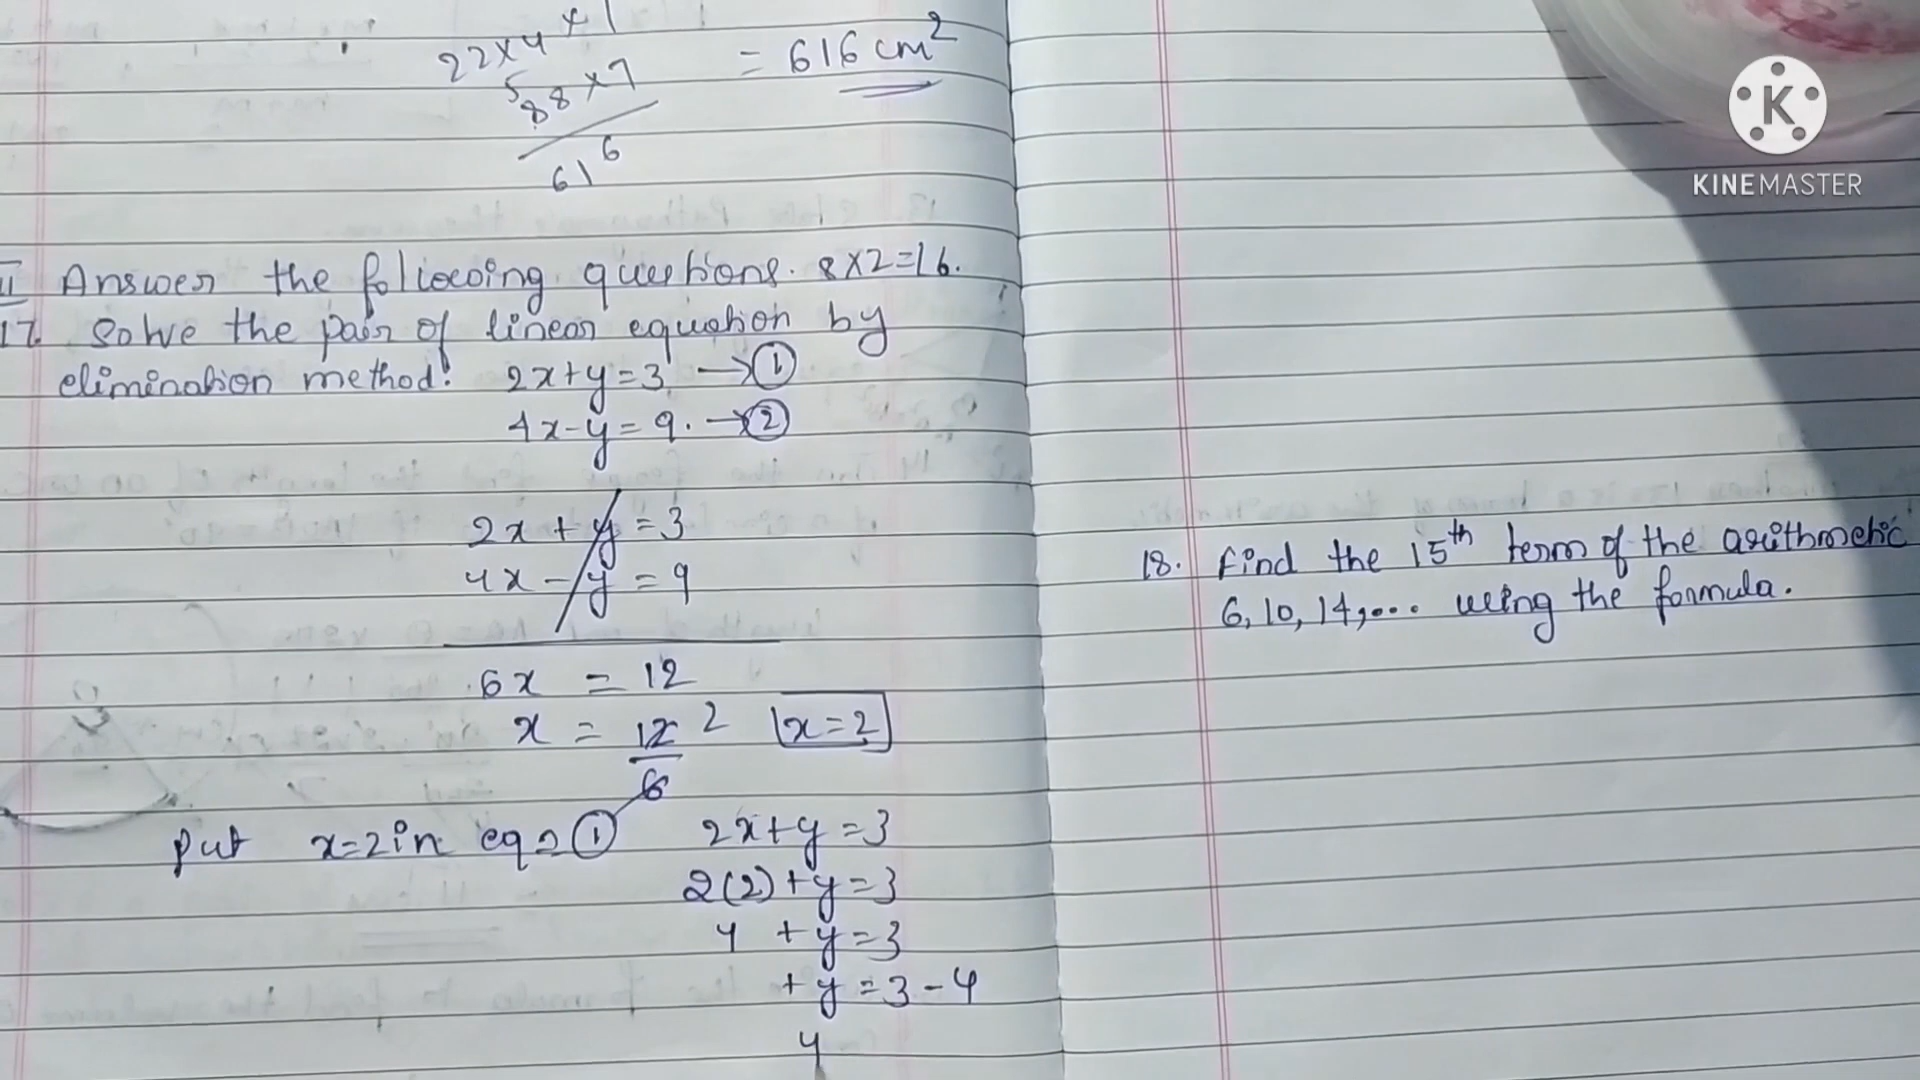 22x4 x 1
88x7
616
= 616 cm²
II Answer the following questions. 8x2=16.
17. Solve the pair of linear equation by
elimination method: 2x+y=3 → ①
4x-y=9. → ②
2x + y = 3
4x - y = 9
6x = 12
x = 12 2 x=2
6
put x=2 in eqn ① 2x+y=3
2(2)+y=3
4 +y=3
+y=3-4
y
KINEMASTER
18. Find the 15th term of the arithmetic
6, 10, 14,... using the formula.